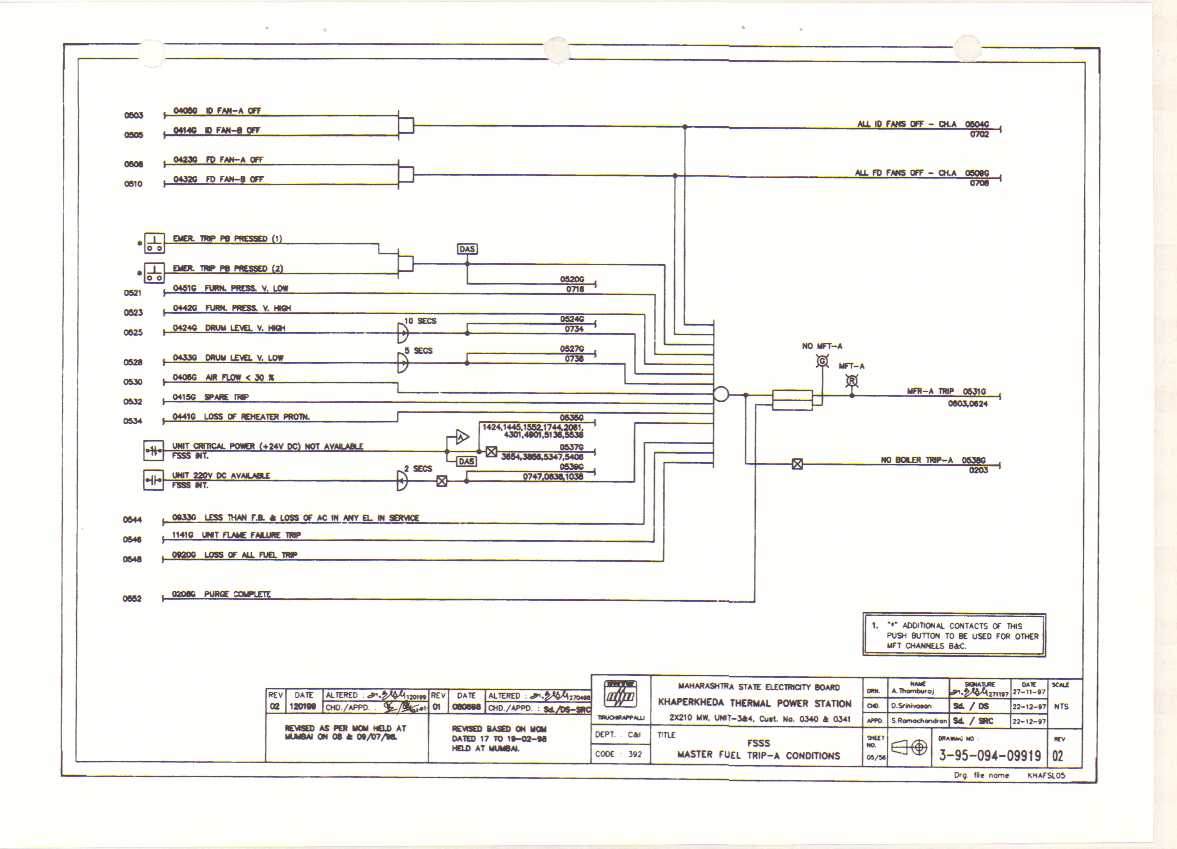 0503 0405G ID FAN-A OFF
0505 0414G ID FAN-B OFF
ALL ID FANS OFF - CH.A 0504G
0702
0508 0423G FD FAN-A OFF
0510 0432G FD FAN-B OFF
ALL FD FANS OFF - CH.A 0509G
0708
* EMER. TRIP PB PRESSED (1)
DAS
* EMER. TRIP PB PRESSED (2)
0520G
0716
0521 0451G FURN. PRESS. V. LOW
0523 0442G FURN. PRESS. V. HIGH
0525 0424G DRUM LEVEL V. HIGH
10 SECS
0524G
0734
0528 0433G DRUM LEVEL V. LOW
5 SECS
0527G
0738
NO MFT-A
G
MFT-A
R
0530 0406G AIR FLOW < 30 %
0532 0415G SPARE TRIP
MFR-A TRIP 0531G
0603,0624
0534 0441G LOSS OF REHEATER PROTN.
0535G
1424,1445,1552,1744,2061,
4301,4901,5136,5536
UNIT CRITICAL POWER (+24V DC) NOT AVAILABLE
FSSS INT.
A
DAS
0537G
3654,3856,5347,5406
UNIT 220V DC AVAILABLE
FSSS INT.
2 SECS
0539G
0747,0836,1036
NO BOILER TRIP-A 0538G
0203
0544 0933G LESS THAN F.B. & LOSS OF AC IN ANY EL. IN SERVICE
0546 1141G UNIT FLAME FAILURE TRIP
0548 0920G LOSS OF ALL FUEL TRIP
0552 0208G PURGE COMPLETE
1. "*" ADDITIONAL CONTACTS OF THIS
PUSH BUTTON TO BE USED FOR OTHER
MFT CHANNELS B&C.
REV DATE ALTERED : 120199
02 120199 CHD./APPD. :
REVISED AS PER MOM HELD AT
MUMBAI ON 08 & 09/07/98.
REV DATE ALTERED : 270498
01 080598 CHD./APPD. : Sd./DS-SRC
REVISED BASED ON MOM
DATED 17 TO 19-02-98
HELD AT MUMBAI.
TIRUCHIRAPPALLI
DEPT. : C&I
CODE : 392
MAHARASHTRA STATE ELECTRICITY BOARD
KHAPERKHEDA THERMAL POWER STATION
2X210 MW, UNIT-3&4, Cust. No. 0340 & 0341
TITLE
FSSS
MASTER FUEL TRIP-A CONDITIONS
NAME SIGNATURE DATE SCALE
DRN. A.Thamburaj 271197 27-11-97
CHD. D.Srinivasan Sd. / DS 22-12-97 NTS
APPD. S.Ramachandran Sd. / SRC 22-12-97
SHEET NO. 05/56
DRAWING NO : REV
3-95-094-09919 02
Drg. file name KHAFSL05